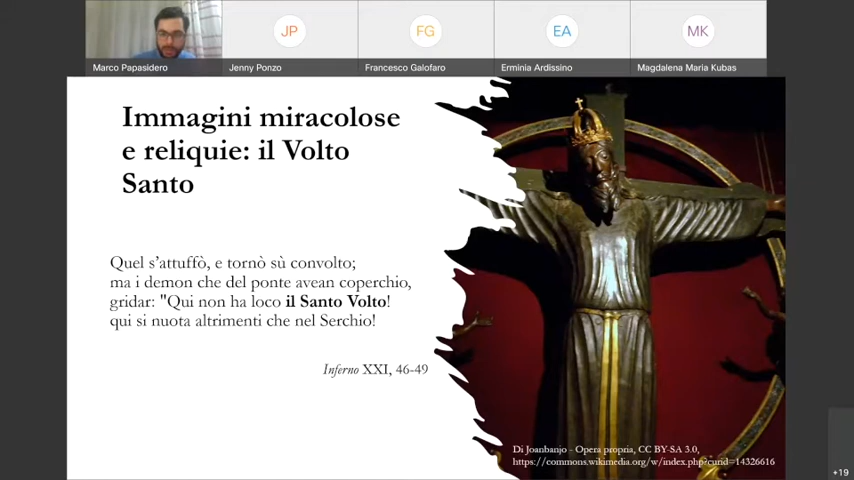 JP
FG
EA
MK
Marco Papasidero
Jenny Ponzo
Francesco Galofaro
Erminia Ardissino
Magdalena Maria Kubas
Immagini miracolose
e reliquie: il Volto
Santo
Quel s'attuffò, e tornò sù convolto;
ma i demon che del ponte avean coperchio,
gridar: "Qui non ha loco il Santo Volto!
qui si nuota altrimenti che nel Serchio!
Inferno XXI, 46-49
Di Joanbanjo - Opera propria, CC BY-SA 3.0,
https://commons.wikimedia.org/w/index.php?curid=14326616
+19